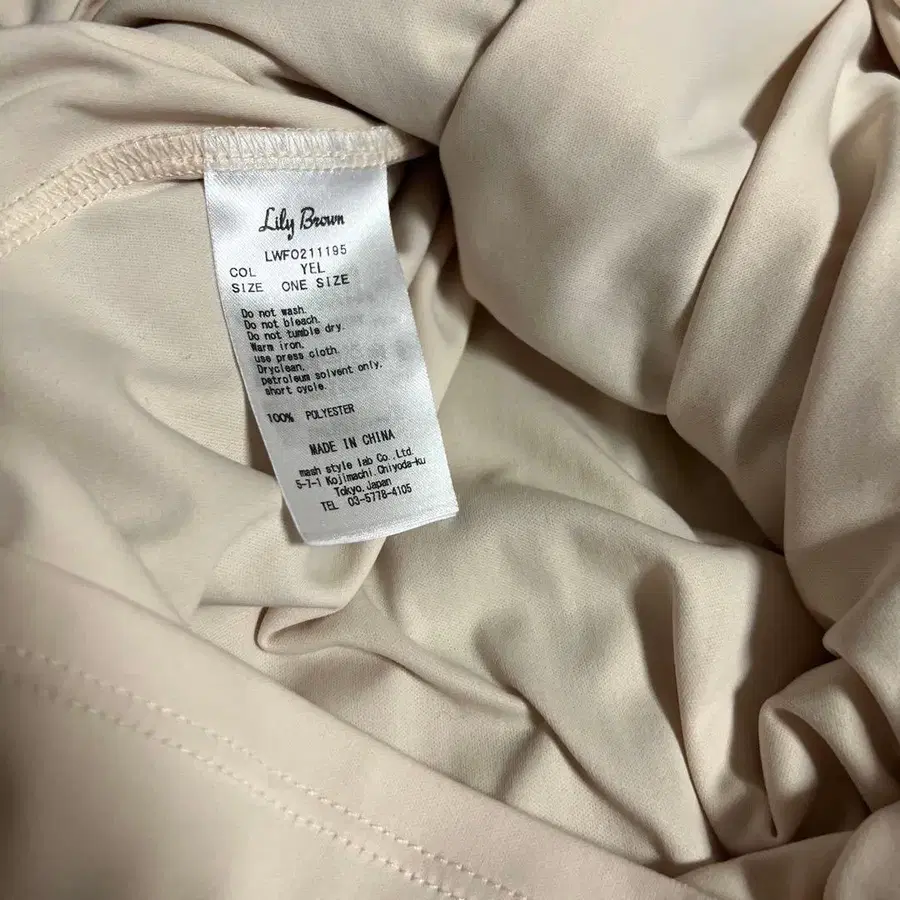 Lily Brown
LWFO211195
COL YEL
SIZE ONE SIZE
Do not wash.
Do not bleach.
Do not tumble dry.
Warm iron.
use press cloth.
Dryclean.
petroleum solvent only.
short cycle.
100% POLYESTER
MADE IN CHINA
mash style lab Co.,Ltd.
5-7-1 Kojimachi.Chiyoda-ku
Tokyo.Japan
TEL 03-5778-4105